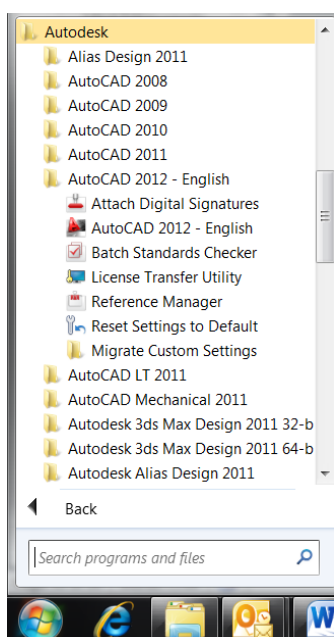 Autodesk
Alias Design 2011
AutoCAD 2008
AutoCAD 2009
AutoCAD 2010
AutoCAD 2011
AutoCAD 2012 - English
Attach Digital Signatures
AutoCAD 2012 - English
Batch Standards Checker
License Transfer Utility
Reference Manager
Reset Settings to Default
Migrate Custom Settings
AutoCAD LT 2011
AutoCAD Mechanical 2011
Autodesk 3ds Max Design 2011 32-b
Autodesk 3ds Max Design 2011 64-b
Autodesk Alias Design 2011
Back
Search programs and files